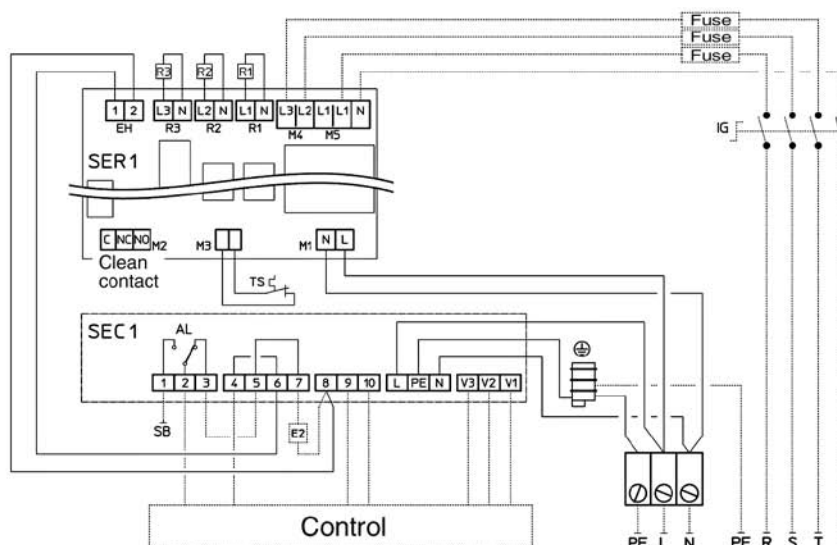 Fuse
Fuse
Fuse
R3 R2 R1
1 2 L3 N L2 N L1 N L3 L2 L1 L1 N
EH R3 R2 R1 M4 M5
IG
SER1
C NC NO M2 M3 M1 N L
Clean
contact
TS
SEC1
AL
1 2 3 4 5 6 7 8 9 10 L PE N V3 V2 V1
SB
E2
Control
PE L N PE R S T